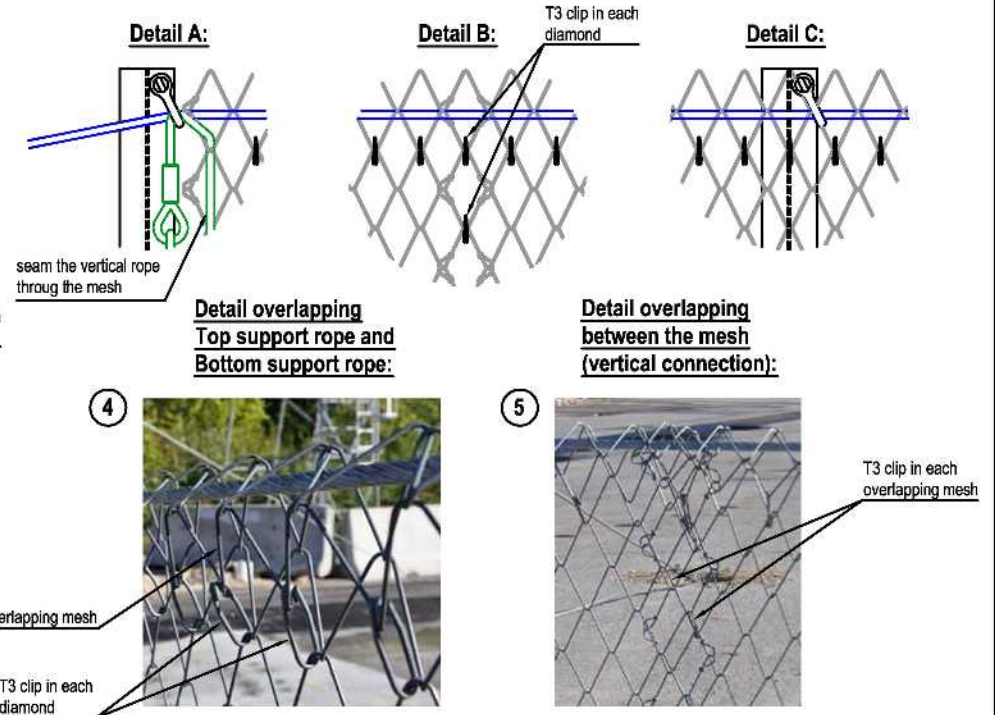 Detail A:
Detail B:
T3 clip in each
diamond
Detail C:
seam the vertical rope
throug the mesh
Detail overlapping
Top support rope and
Bottom support rope:
Detail overlapping
between the mesh
(vertical connection):
4
5
T3 clip in each
overlapping mesh
erlapping mesh
T3 clip in each
diamond